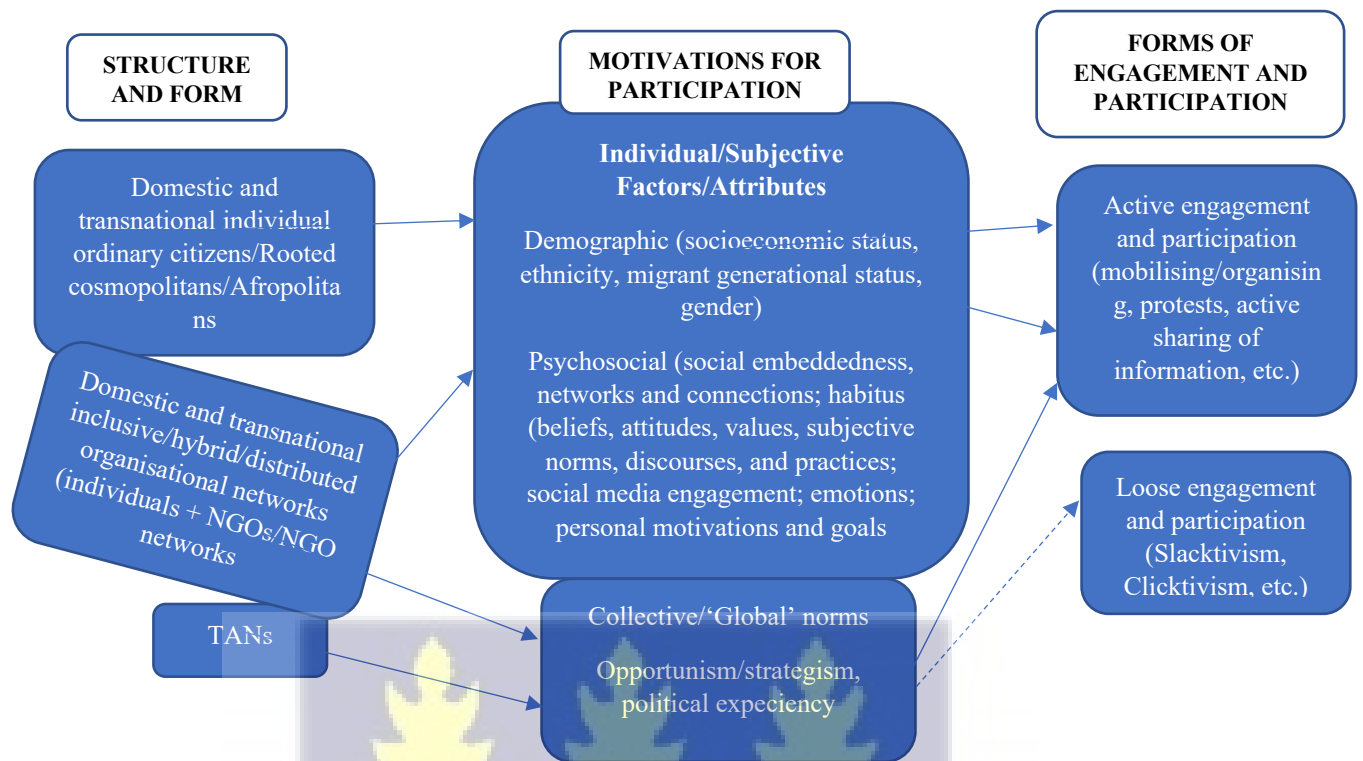 STRUCTURE
AND FORM
Domestic and
transnational individual
ordinary citizens/Rooted
cosmopolitans/Afropolita
ns
Domestic and transnational
inclusive/hybrid/distributed
organisational networks
(individuals + NGOs/NGO
networks
TANs
MOTIVATIONS FOR
PARTICIPATION
Individual/Subjective
Factors/Attributes
Demographic (socioeconomic status,
ethnicity, migrant generational status,
gender)
Psychosocial (social embeddedness,
networks and connections; habitus
(beliefs, attitudes, values, subjective
norms, discourses, and practices;
social media engagement; emotions;
personal motivations and goals
Collective/‘Global’ norms
Opportunism/strategism,
political expeciency
FORMS OF
ENGAGEMENT AND
PARTICIPATION
Active engagement
and participation
(mobilising/organisin
g, protests, active
sharing of
information, etc.)
Loose engagement
and participation
(Slacktivism,
Clicktivism, etc.)